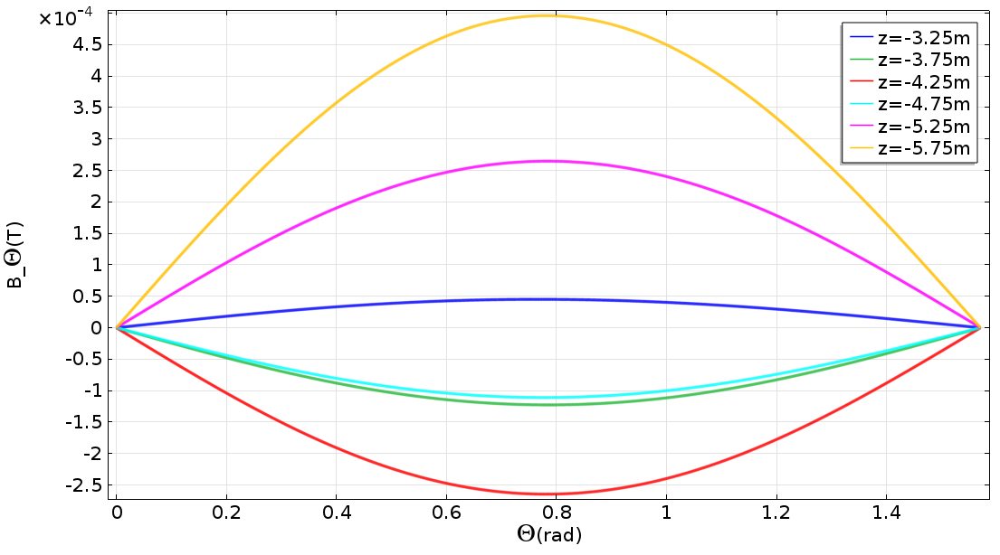 ×10⁻⁴
4.5
4
3.5
3
2.5
2
1.5
1
0.5
0
-0.5
-1
-1.5
-2
-2.5
B_Θ(T)
z=-3.25m
z=-3.75m
z=-4.25m
z=-4.75m
z=-5.25m
z=-5.75m
0 0.2 0.4 0.6 0.8 1 1.2 1.4
Θ(rad)